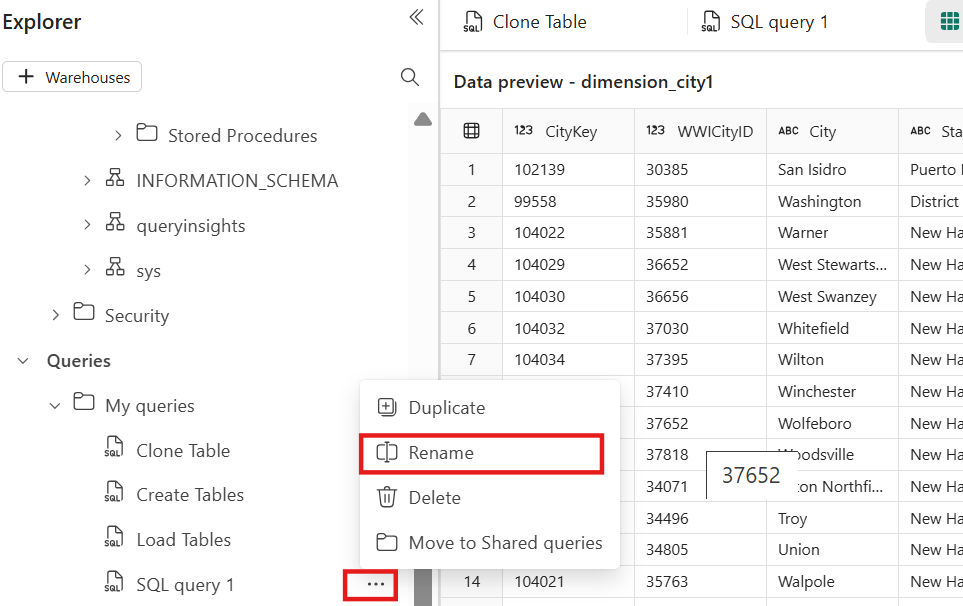 Explorer
Warehouses
Stored Procedures
INFORMATION_SCHEMA
queryinsights
sys
Security
Queries
My queries
Clone Table
Create Tables
Load Tables
SQL query 1
Duplicate
Rename
Delete
Move to Shared queries
Clone Table SQL query 1
Data preview - dimension_city1
123 CityKey 123 WWICityID ABC City ABC Sta
1 102139 30385 San Isidro Puerto
2 99558 35980 Washington District
3 104022 35881 Warner New Ha
4 104029 36652 West Stewarts... New Ha
5 104030 36656 West Swanzey New Ha
6 104032 37030 Whitefield New Ha
7 104034 37395 Wilton New Ha
37410 Winchester New Ha
37652 Wolfeboro New Ha
37818 Woodsville New Ha
37652
34071 ton Northfi... New Ha
34496 Troy New Ha
34805 Union New Ha
14 104021 35763 Walpole New Ha